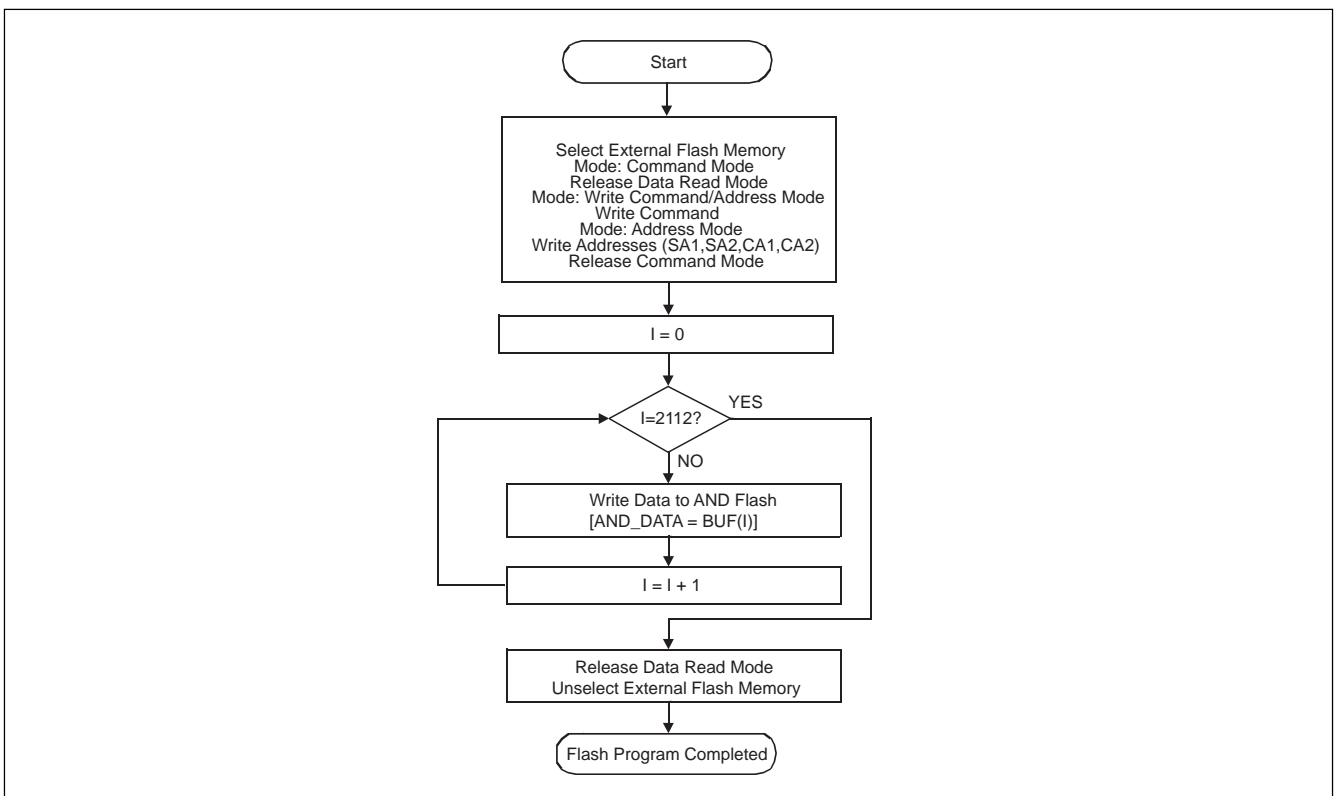 Start
Select External Flash Memory
Mode: Command Mode
Release Data Read Mode
Mode: Write Command/Address Mode
Write Command
Mode: Address Mode
Write Addresses (SA1,SA2,CA1,CA2)
Release Command Mode
I = 0
I=2112?
YES
NO
Write Data to AND Flash
[AND_DATA = BUF(I)]
I = I + 1
Release Data Read Mode
Unselect External Flash Memory
Flash Program Completed